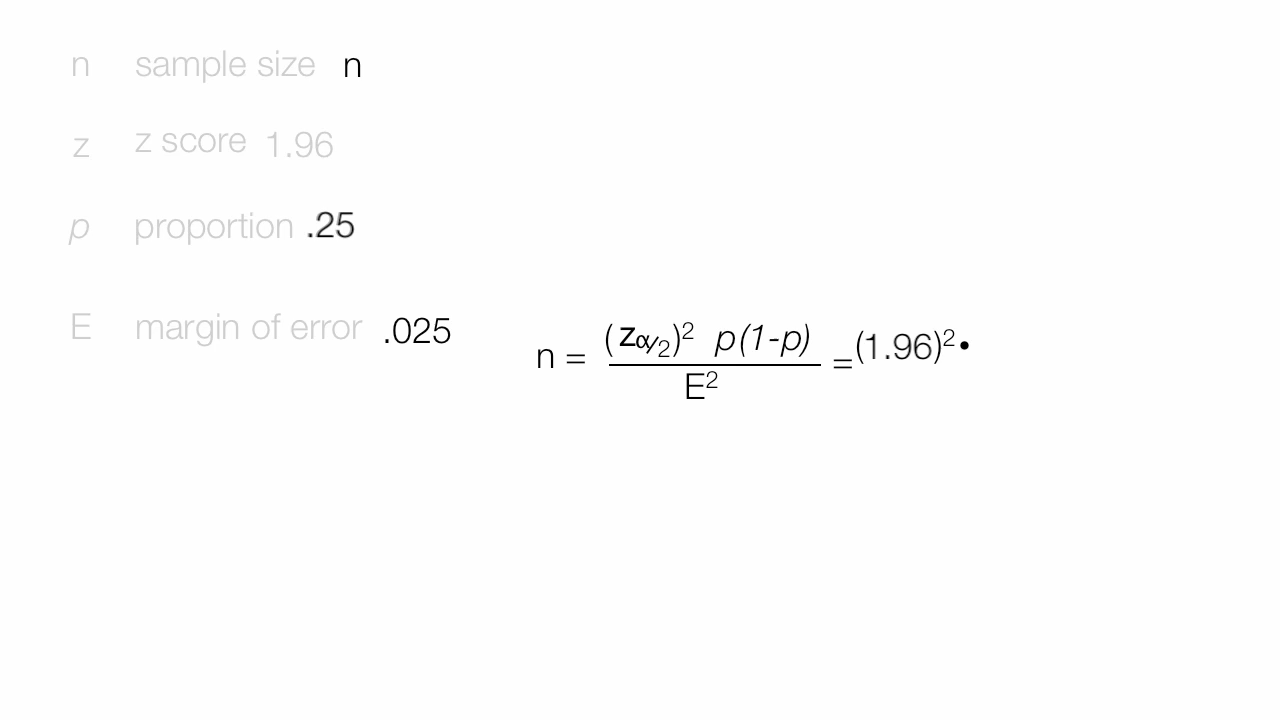 n sample size n
z z score 1.96
p proportion .25
E margin of error .025
n = (zα/2)² p(1-p) / E² = (1.96)² •